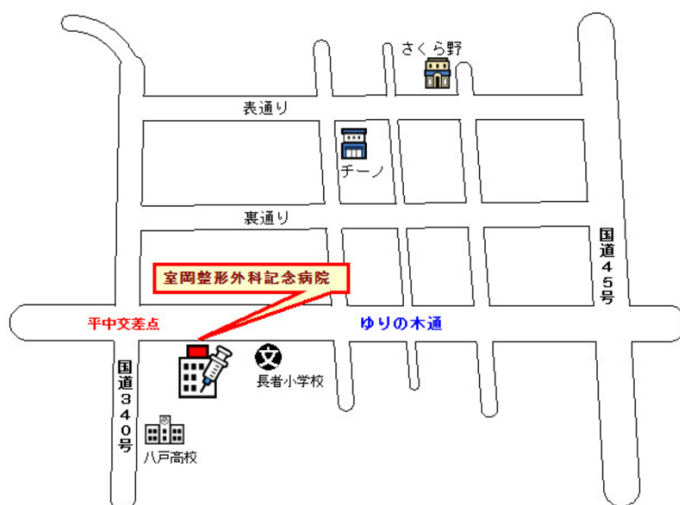 さくら野
表通り
チーノ
裏通り
国道45号
室岡整形外科記念病院
平中交差点
ゆりの木通
文
長者小学校
国道340号
八戸高校